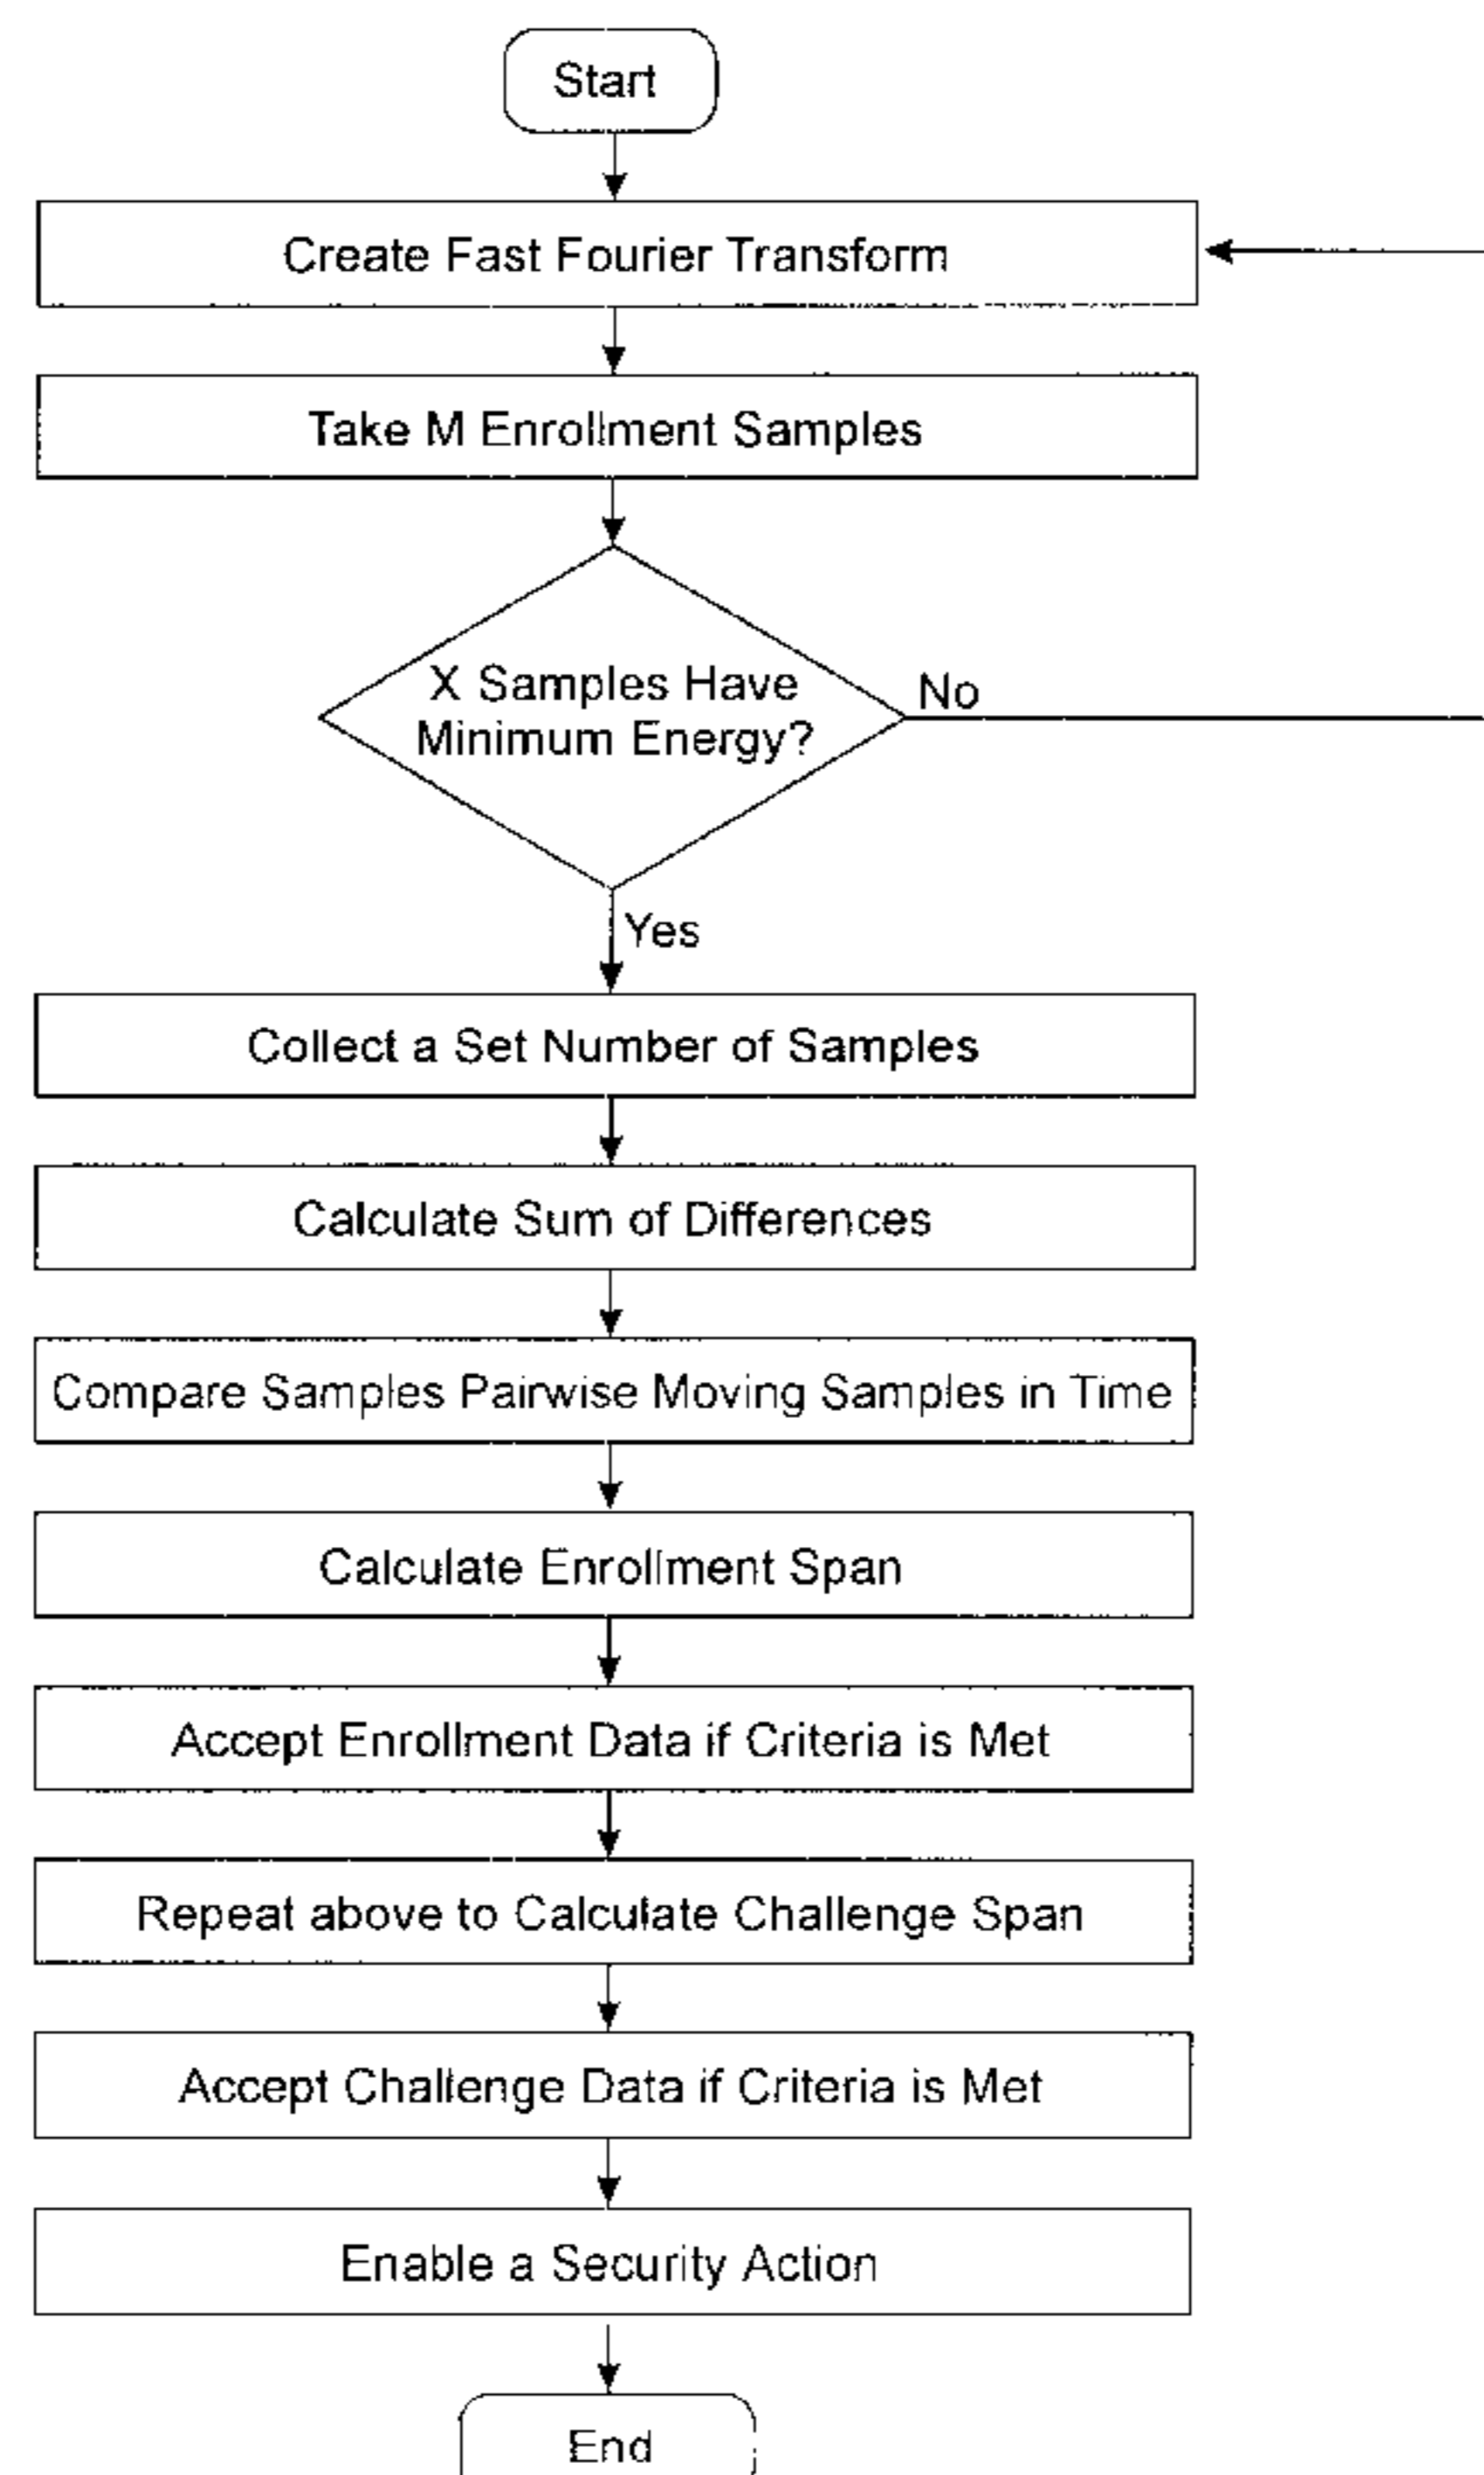 Start
Create Fast Fourier Transform
Take M Enrollment Samples
X Samples Have
Minimum Energy?
No
Yes
Collect a Set Number of Samples
Calculate Sum of Differences
Compare Samples Pairwise Moving Samples in Time
Calculate Enrollment Span
Accept Enrollment Data if Criteria is Met
Repeat above to Calculate Challenge Span
Accept Challenge Data if Criteria is Met
Enable a Security Action
End